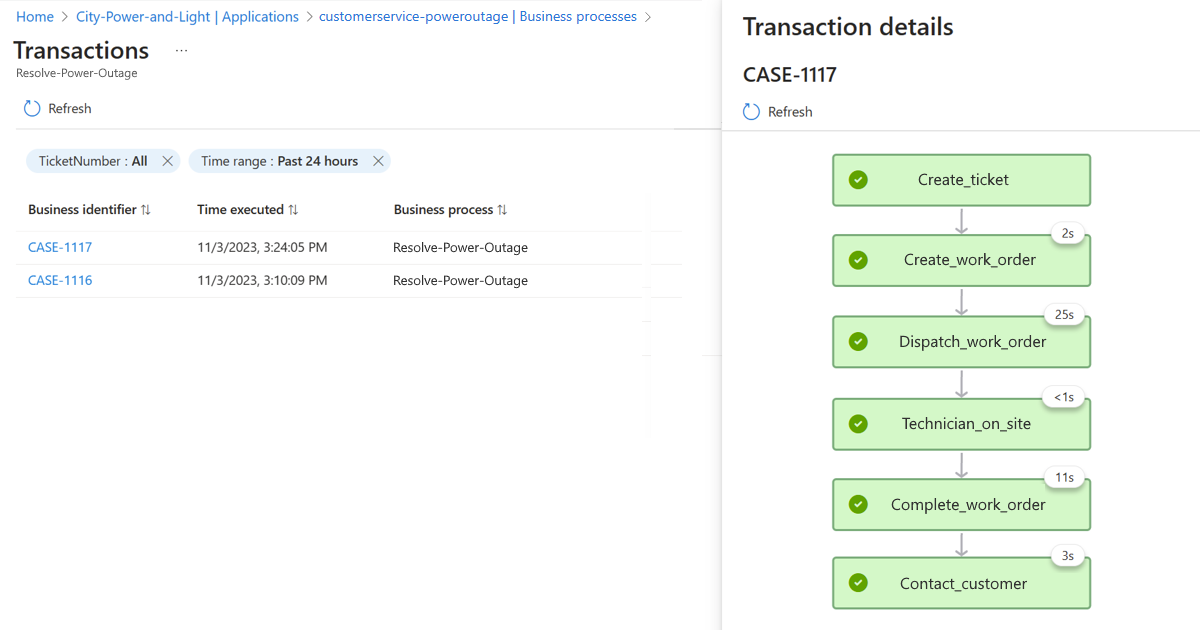 Home > City-Power-and-Light | Applications > customerservice-poweroutage | Business processes >
Transactions ...
Resolve-Power-Outage
Refresh
TicketNumber : All
Time range : Past 24 hours
Business identifier ↑↓ Time executed ↑↓ Business process ↑↓
CASE-1117 11/3/2023, 3:24:05 PM Resolve-Power-Outage
CASE-1116 11/3/2023, 3:10:09 PM Resolve-Power-Outage
Transaction details
CASE-1117
Refresh
Create_ticket
2s
Create_work_order
25s
Dispatch_work_order
<1s
Technician_on_site
11s
Complete_work_order
3s
Contact_customer